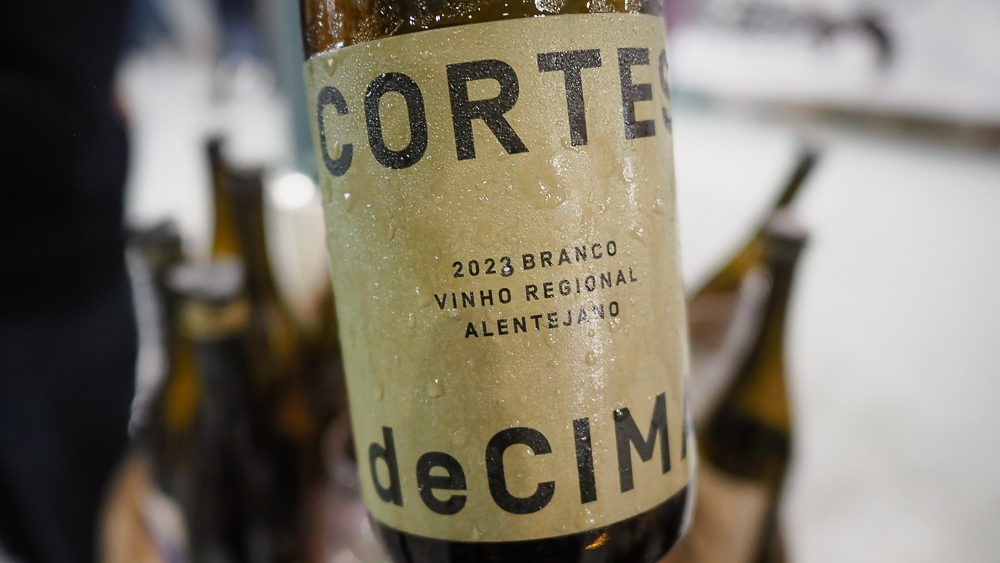 CORTES
2023 BRANCO
VINHO REGIONAL
ALENTEJANO
deCIMA